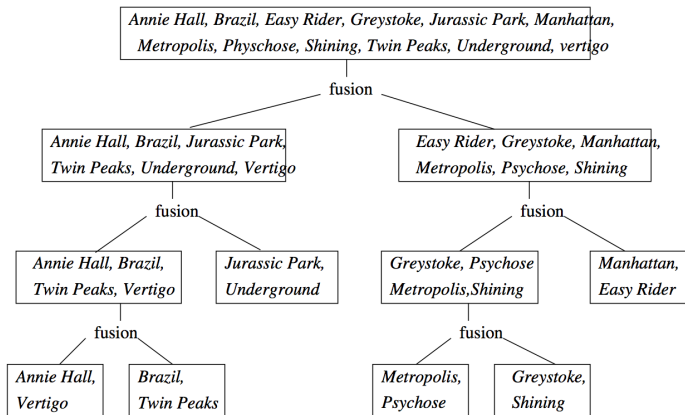 Annie Hall, Brazil, Easy Rider, Greystoke, Jurassic Park, Manhattan,
Metropolis, Physchose, Shining, Twin Peaks, Underground, vertigo
fusion
Annie Hall, Brazil, Jurassic Park,
Twin Peaks, Underground, Vertigo
Easy Rider, Greystoke, Manhattan,
Metropolis, Psychose, Shining
fusion
fusion
Annie Hall, Brazil,
Twin Peaks, Vertigo
Jurassic Park,
Underground
Greystoke, Psychose
Metropolis,Shining
Manhattan,
Easy Rider
fusion
fusion
Annie Hall,
Vertigo
Brazil,
Twin Peaks
Metropolis,
Psychose
Greystoke,
Shining